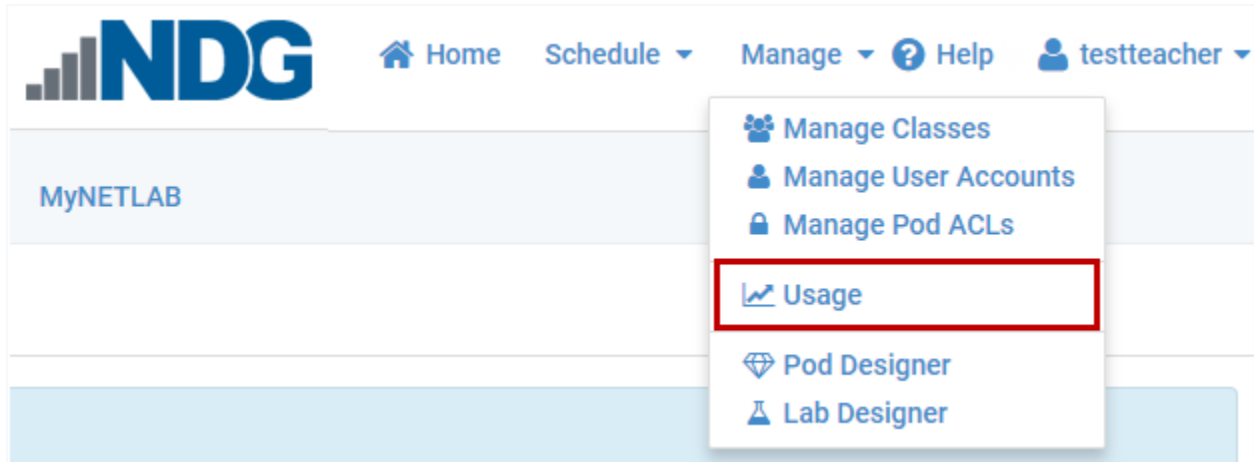 NDG Home Schedule Manage Help testteacher
Manage Classes
MyNETLAB Manage User Accounts
Manage Pod ACLs
Usage
Pod Designer
Lab Designer